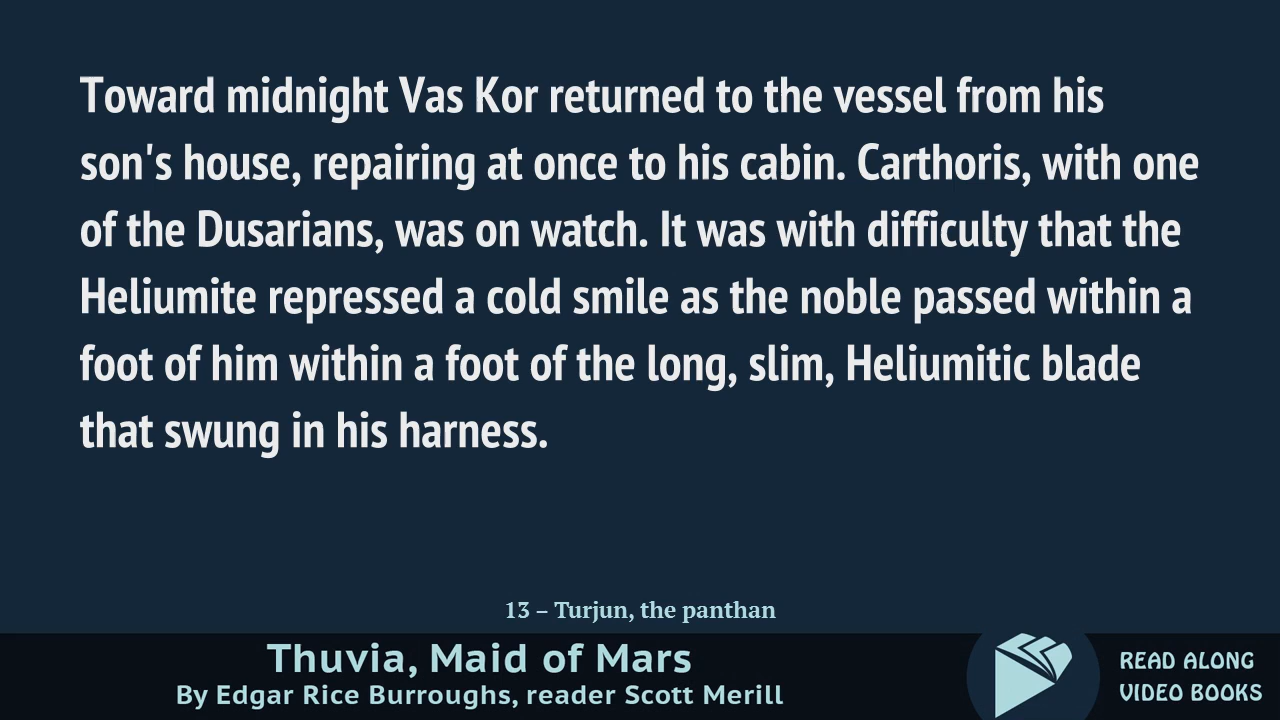 Toward midnight Vas Kor returned to the vessel from his
son's house, repairing at once to his cabin. Carthoris, with one
of the Dusarians, was on watch. It was with difficulty that the
Heliumite repressed a cold smile as the noble passed within a
foot of him within a foot of the long, slim, Heliumitic blade
that swung in his harness.
13 – Turjun, the panthan
Thuvia, Maid of Mars
By Edgar Rice Burroughs, reader Scott Merill
READ ALONG
VIDEO BOOKS